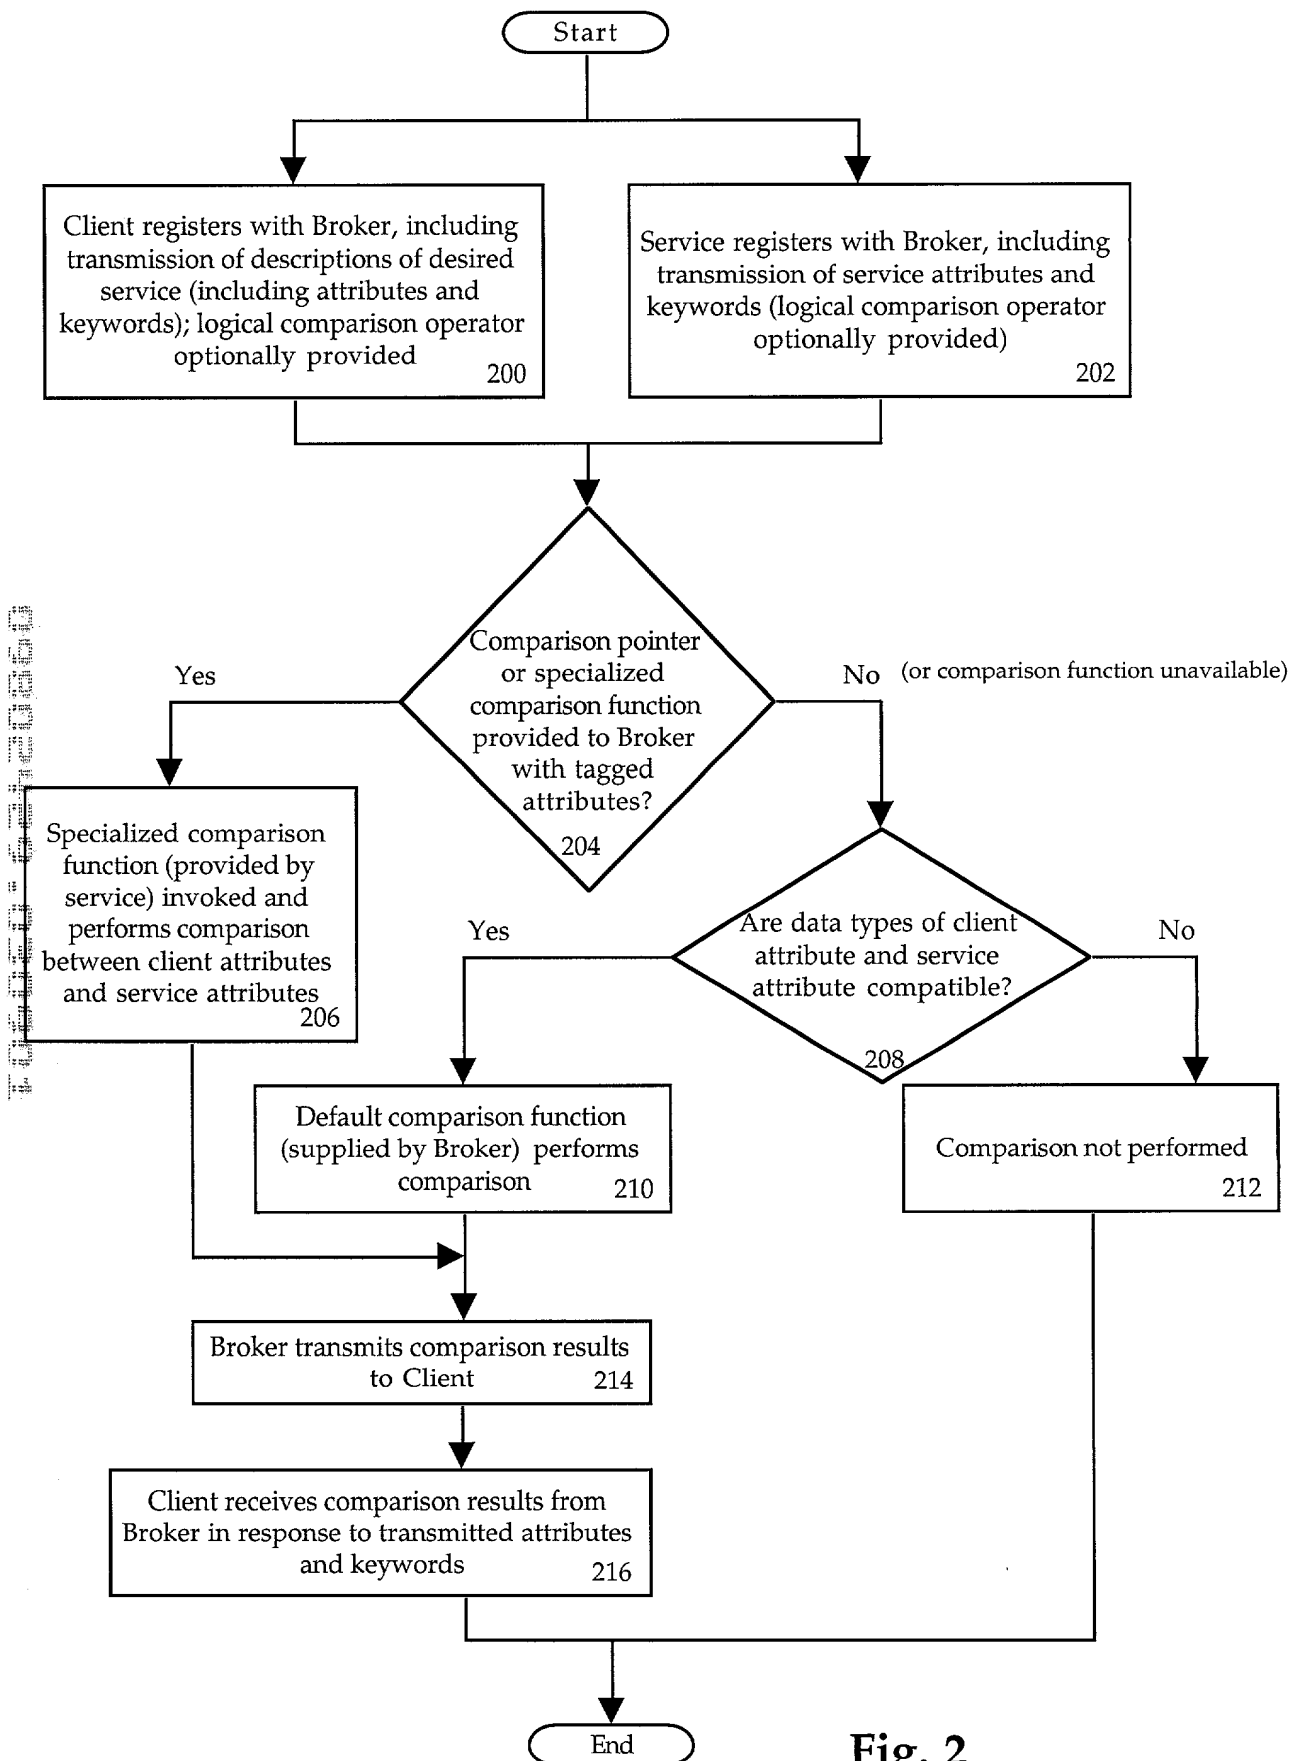 Start
Client registers with Broker, including
transmission of descriptions of desired
service (including attributes and
keywords); logical comparison operator
optionally provided
200
Service registers with Broker, including
transmission of service attributes and
keywords (logical comparison operator
optionally provided)
202
Comparison pointer
or specialized
comparison function
provided to Broker
with tagged
attributes?
204
Yes
No (or comparison function unavailable)
Specialized comparison
function (provided by
service) invoked and
performs comparison
between client attributes
and service attributes
206
Are data types of client
attribute and service
attribute compatible?
208
Yes
No
Default comparison function
(supplied by Broker) performs
comparison
210
Comparison not performed
212
Broker transmits comparison results
to Client
214
Client receives comparison results from
Broker in response to transmitted attributes
and keywords
216
End
Fig. 2